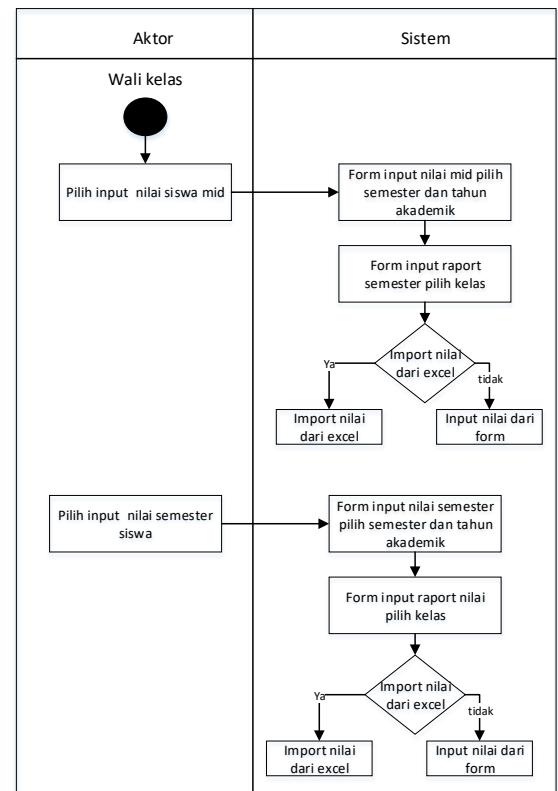 Aktor
Sistem
Wali kelas
Pilih input nilai siswa mid
Form input nilai mid pilih
semester dan tahun
akademik
Form input raport
semester pilih kelas
Import nilai
dari excel
Ya
tidak
Import nilai
dari excel
Input nilai dari
form
Pilih input nilai semester
siswa
Form input nilai semester
pilih semester dan tahun
akademik
Form input raport nilai
pilih kelas
Import nilai
dari excel
Ya
tidak
Import nilai
dari excel
Input nilai dari
form